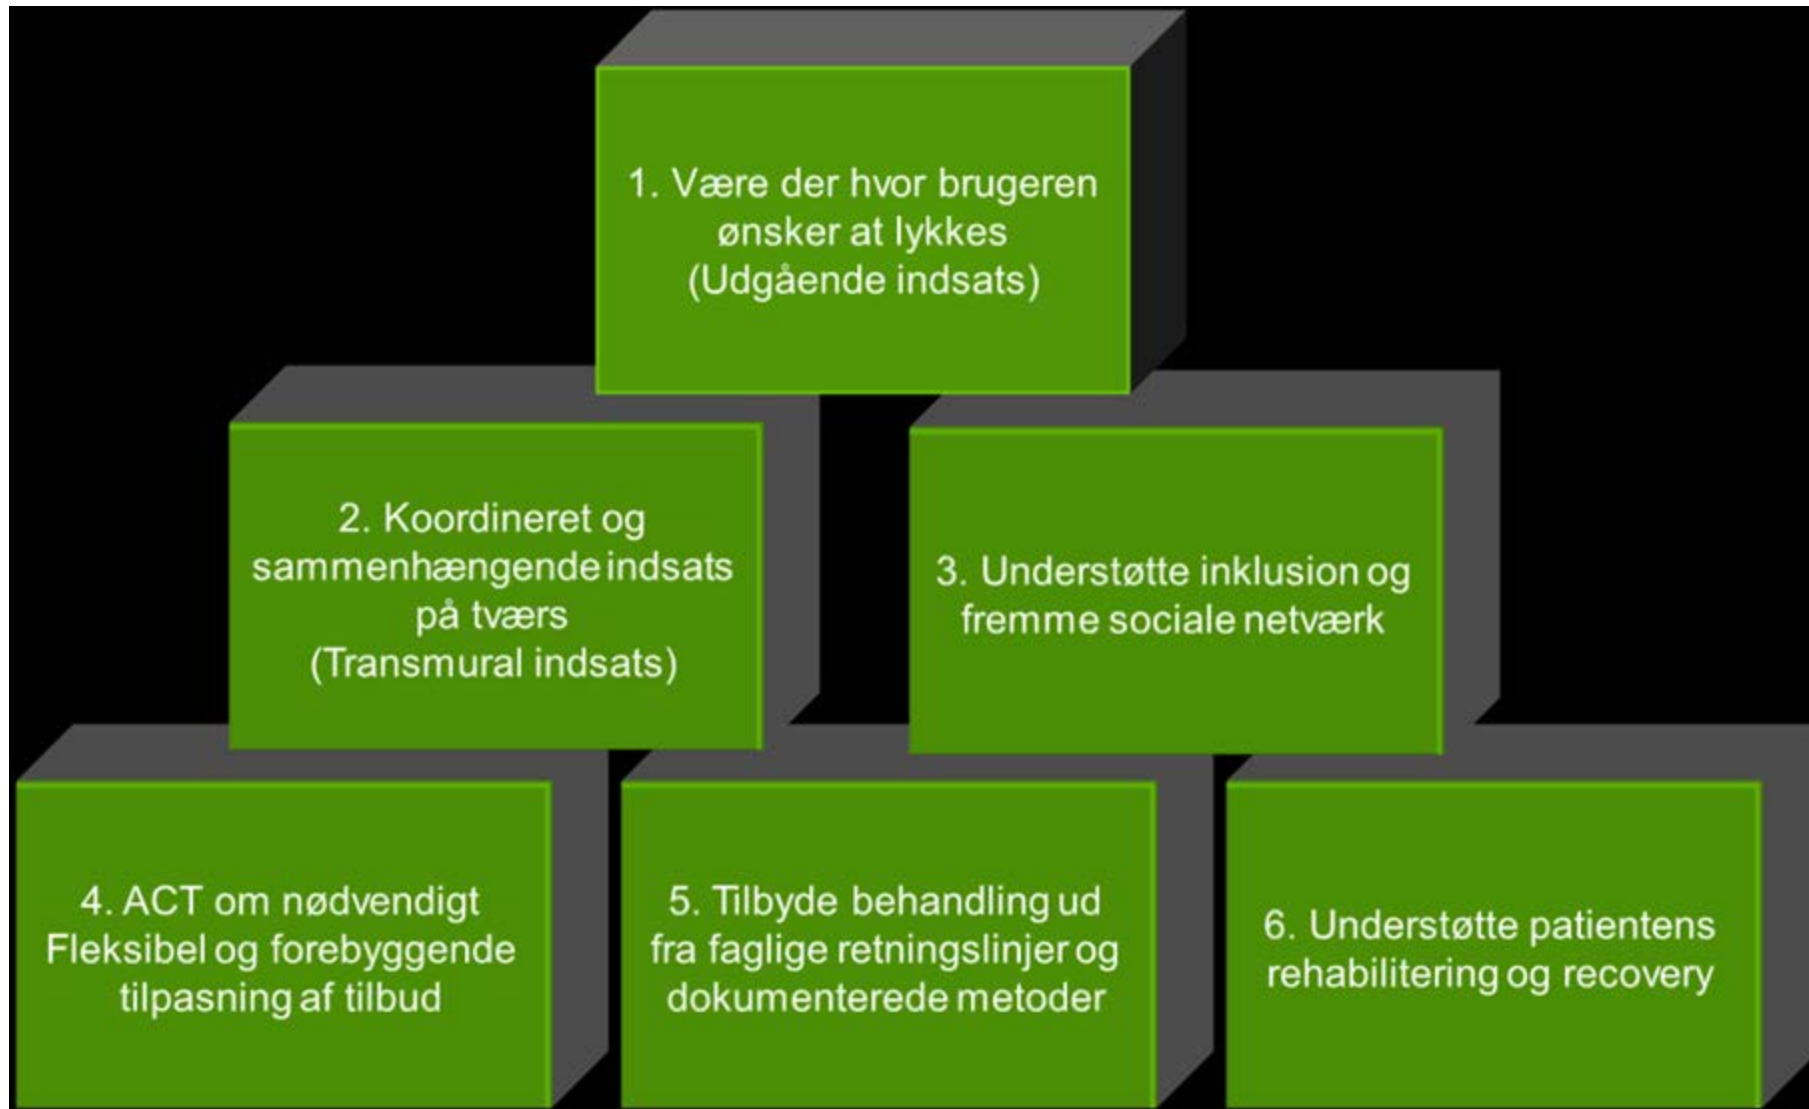 1. Være der hvor brugeren
ønsker at lykkes
(Udgående indsats)
2. Koordineret og
sammenhængende indsats
på tværs
(Transmural indsats)
3. Understøtte inklusion og
fremme sociale netværk
4. ACT om nødvendigt
Fleksibel og forebyggende
tilpasning af tilbud
5. Tilbyde behandling ud
fra faglige retningslinjer og
dokumenterede metoder
6. Understøtte patientens
rehabilitering og recovery